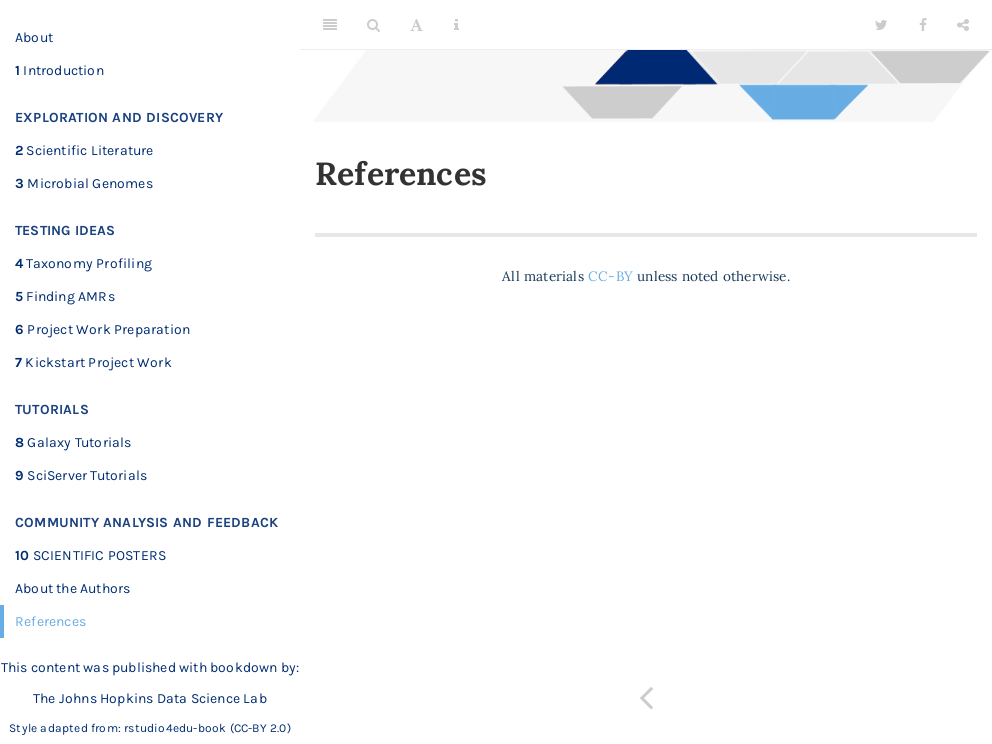 About
1 Introduction
EXPLORATION AND DISCOVERY
2 Scientific Literature
3 Microbial Genomes
TESTING IDEAS
4 Taxonomy Profiling
5 Finding AMRs
6 Project Work Preparation
7 Kickstart Project Work
TUTORIALS
8 Galaxy Tutorials
9 SciServer Tutorials
COMMUNITY ANALYSIS AND FEEDBACK
10 SCIENTIFIC POSTERS
About the Authors
References
This content was published with bookdown by:
The Johns Hopkins Data Science Lab
Style adapted from: rstudio4edu-book (CC-BY 2.0)
References
All materials CC-BY unless noted otherwise.